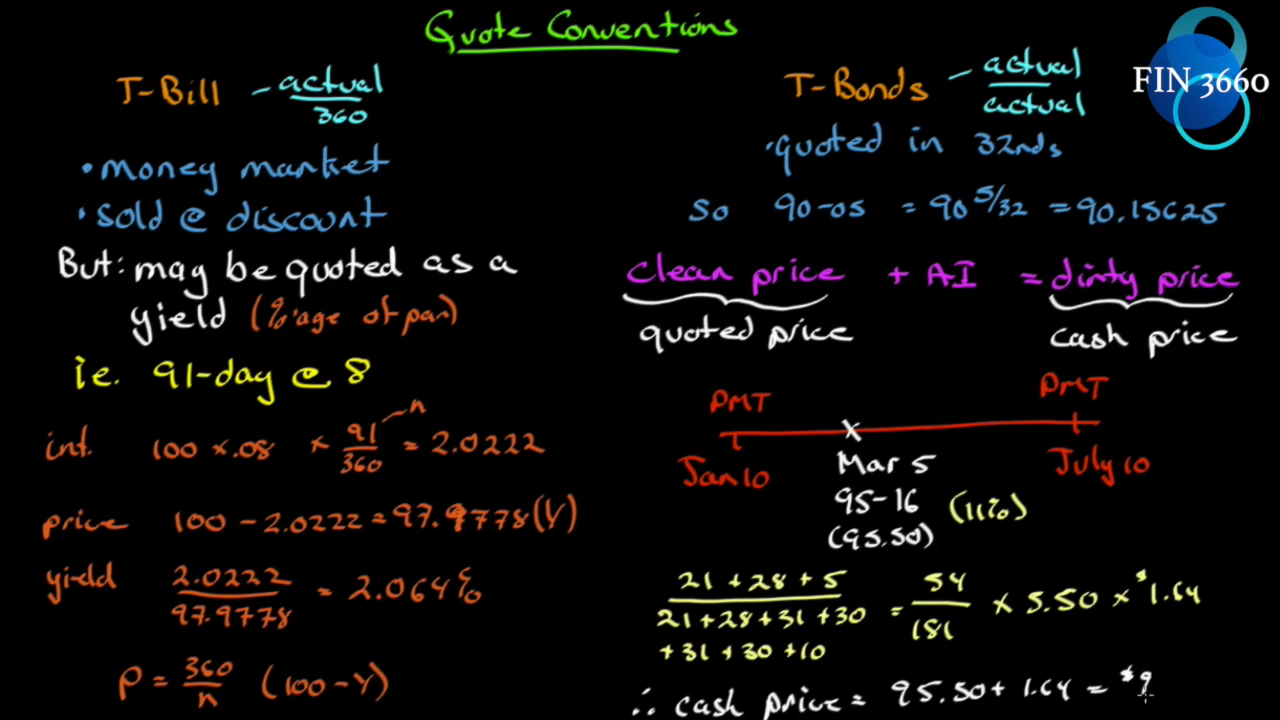 Quote Conventions
FIN 3660
T-Bill - actual/360
• money market
• sold @ discount
But: may be quoted as a
yield (%'age of par)
i.e. 91-day @ 8
int. 100 x .08 x 91/360 = 2.0222
n
price 100 - 2.0222 = 97.9778 (Y)
yield 2.0222/97.9778 = 2.064%
P = 360/n (100 - Y)
T-Bonds - actual/actual
• quoted in 32nds
So 90-05 = 90 5/32 = 90.15625
clean price + AI = dirty price
quoted price cash price
PMT PMT
x
Jan 10 Mar 5 July 10
95-16 (11%)
(95.50)
21 + 28 + 5
21 + 28 + 31 + 30
+ 31 + 30 + 10
= 54/181 x 5.50 x $1.64
∴ cash price = 95.50 + 1.64 = $9